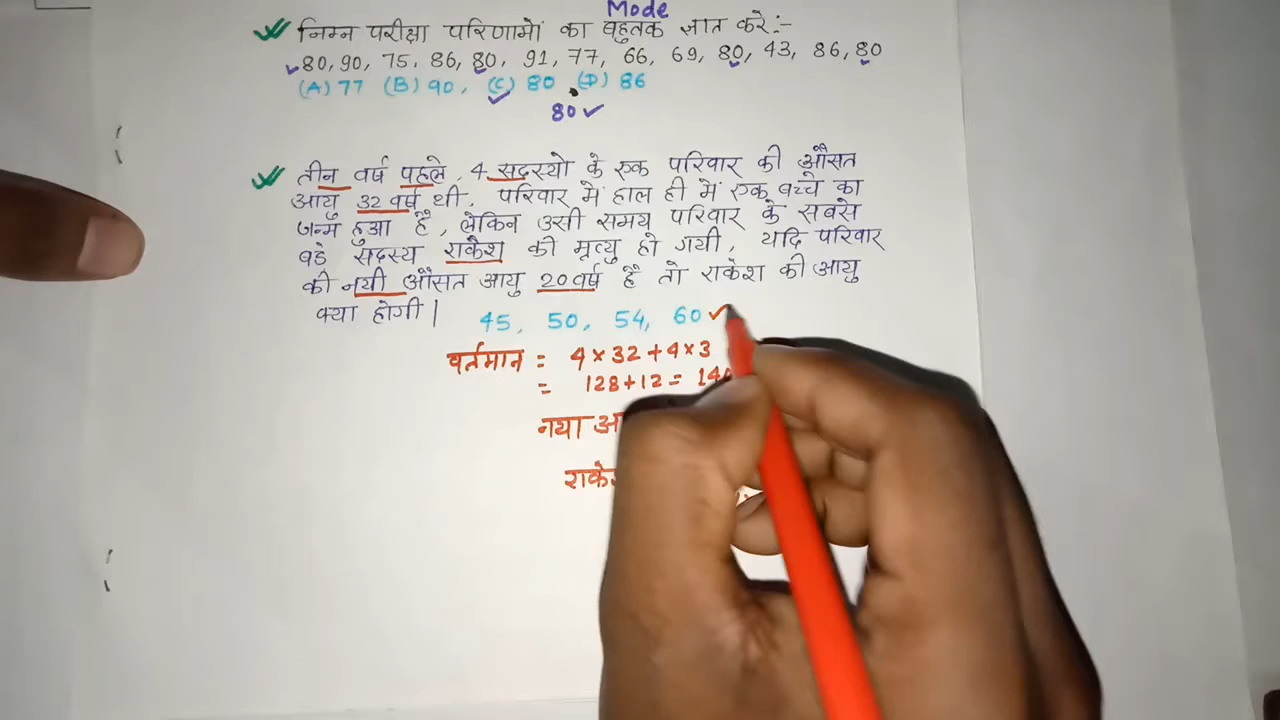 Mode
निम्न परीक्षा परिणामों का बहुतक ज्ञात करे:-
80, 90, 75, 86, 80, 91, 77, 66, 69, 80, 43, 86, 80
(A) 77 (B) 90, (C) 80 (D) 86
80
तीन वर्ष पहले, 4 सदस्यो के एक परिवार की औसत
आयु 32 वर्ष थी. परिवार में हाल ही में एक बच्चे का
जन्म हुआ है, लेकिन उसी समय परिवार के सबसे
बडे सदस्य राकेश की मृत्यु हो गयी, यदि परिवार
की नयी औसत आयु 20 वर्ष है तो राकेश की आयु
क्या होगी |
45, 50, 54, 60
वर्तमान = 4 × 32 + 4 × 3
= 128 + 12 =
नया